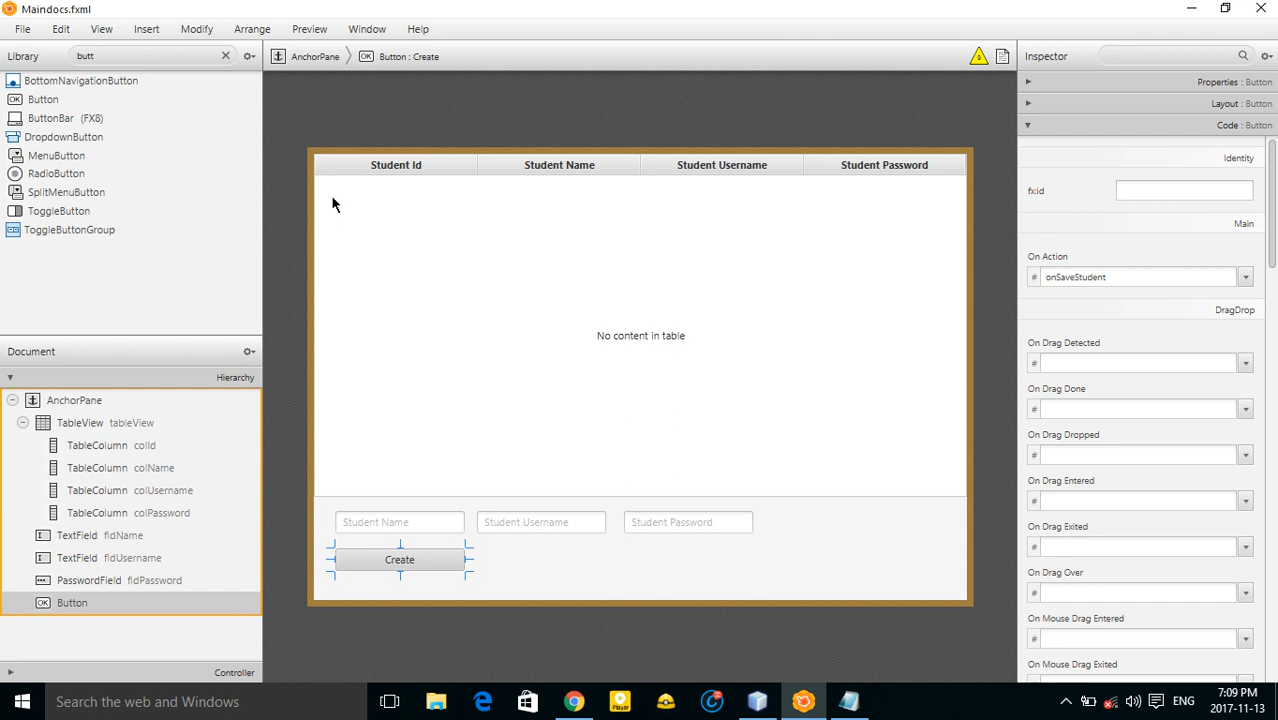 Maindocs.fxml
File Edit View Insert Modify Arrange Preview Window Help
Library butt
AnchorPane Button : Create
Inspector
BottomNavigationButton
Button
ButtonBar (FX8)
DropdownButton
MenuButton
RadioButton
SplitMenuButton
ToggleButton
ToggleButtonGroup
Document
Hierarchy
AnchorPane
TableView tableView
TableColumn colId
TableColumn colName
TableColumn colUsername
TableColumn colPassword
TextField fldName
TextField fldUsername
PasswordField fldPassword
Button
Controller
Student Id Student Name Student Username Student Password
No content in table
Student Name Student Username Student Password
Create
Properties : Button
Layout : Button
Code : Button
Identity
fx:id
Main
On Action
# onSaveStudent
DragDrop
On Drag Detected
#
On Drag Done
#
On Drag Dropped
#
On Drag Entered
#
On Drag Exited
#
On Drag Over
#
On Mouse Drag Entered
#
On Mouse Drag Exited
Search the web and Windows
Player
ENG
7:09 PM
2017-11-13